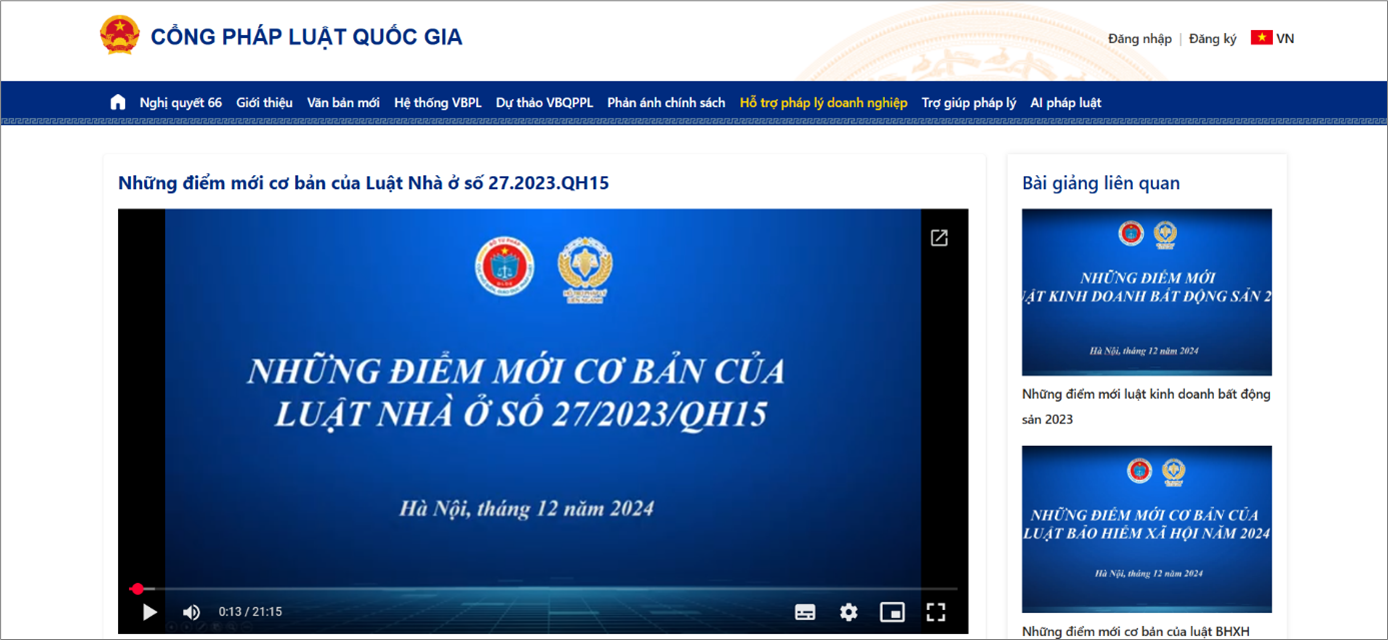 CỔNG PHÁP LUẬT QUỐC GIA
Đăng nhập | Đăng ký VN
Nghị quyết 66 Giới thiệu Văn bản mới Hệ thống VBPL Dự thảo VBQPPL Phản ánh chính sách Hỗ trợ pháp lý doanh nghiệp Trợ giúp pháp lý AI pháp luật
Những điểm mới cơ bản của Luật Nhà ở số 27.2023.QH15
BỘ TƯ PHÁP
NHỮNG ĐIỂM MỚI CƠ BẢN CỦA
LUẬT NHÀ Ở SỐ 27/2023/QH15
Hà Nội, tháng 12 năm 2024
0:13 / 21:15
Bài giảng liên quan
NHỮNG ĐIỂM MỚI
ẬT KINH DOANH BẤT ĐỘNG SẢN 2
Hà Nội, tháng 12 năm 2024
Những điểm mới luật kinh doanh bất động
sản 2023
NHỮNG ĐIỂM MỚI CƠ BẢN CỦA
LUẬT BẢO HIỂM XÃ HỘI NĂM 2024
Hà Nội, tháng 12 năm 2024
Những điểm mới cơ bản của luật BHXH